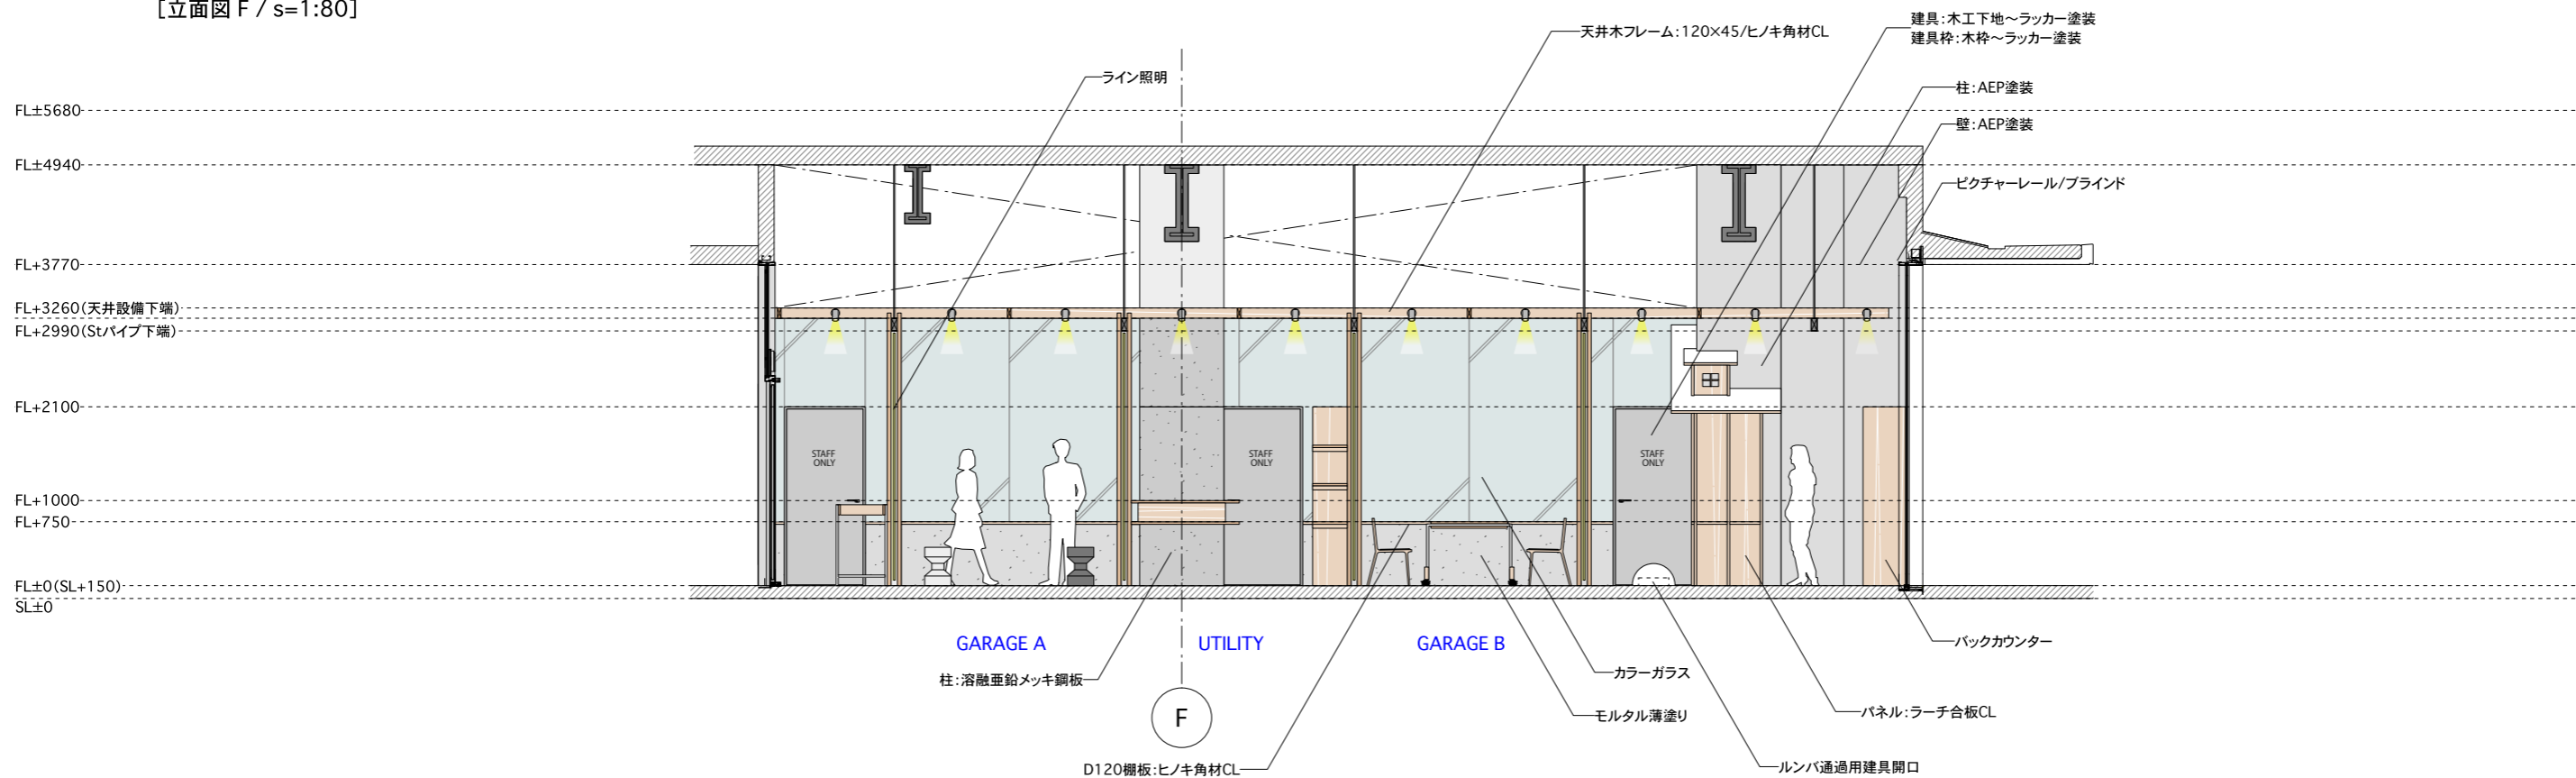 [立面図 F / s=1:80]
建具:木工下地～ラッカー塗装
建具枠:木枠～ラッカー塗装
天井木フレーム:120×45/ヒノキ角材CL
ライン照明
柱:AEP塗装
FL±5680
壁:AEP塗装
FL±4940
ピクチャーレール/ブラインド
FL+3770
FL+3260(天井設備下端)
FL+2990(Stパイプ下端)
FL+2100
STAFF
ONLY
STAFF
ONLY
STAFF
ONLY
FL+1000
FL+750
FL±0(SL+150)
SL±0
GARAGE A
UTILITY
GARAGE B
バックカウンター
カラーガラス
柱:溶融亜鉛メッキ鋼板
F
モルタル薄塗り
パネル:ラーチ合板CL
D120棚板:ヒノキ角材CL
ルンバ通過用建具開口